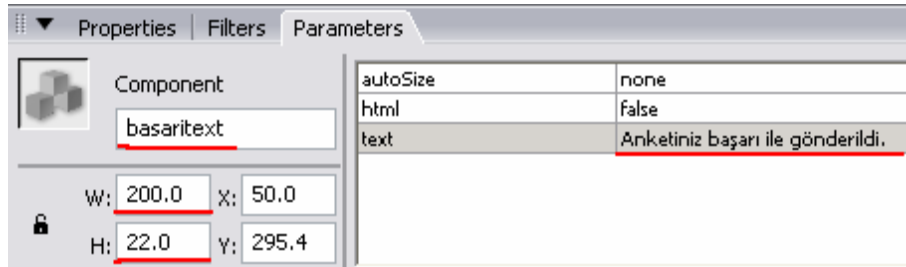 Properties Filters Parameters
Component
basaritext
W: 200.0 X: 50.0
H: 22.0 Y: 295.4
autoSize none
html false
text Anketiniz başarı ile gönderildi.